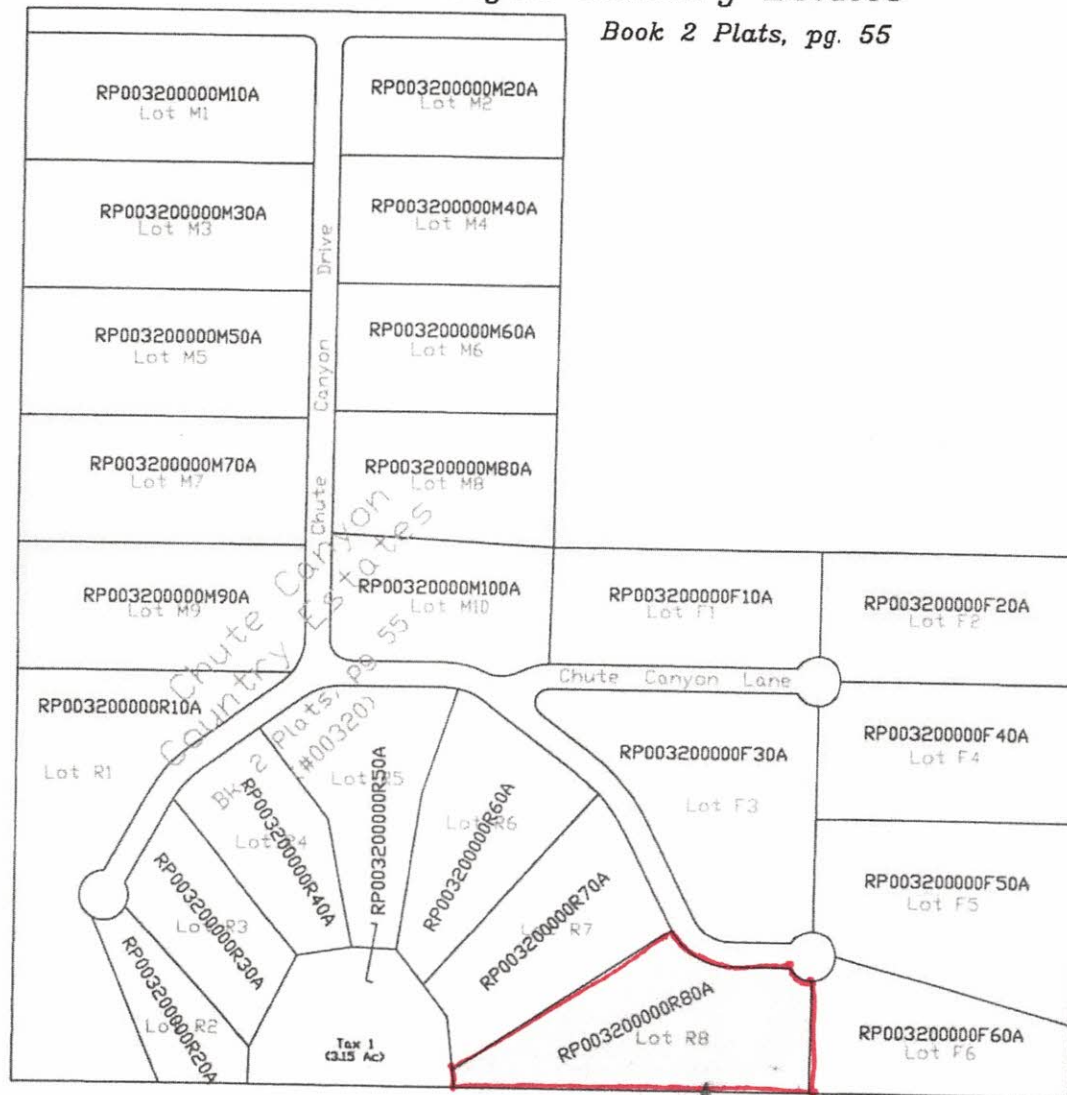 Book 2 Plats, pg. 55
RP003200000M10A
Lot M1
RP003200000M20A
Lot M2
RP003200000M30A
Lot M3
RP003200000M40A
Lot M4
Chute Canyon Drive
RP003200000M50A
Lot M5
RP003200000M60A
Lot M6
RP003200000M70A
Lot M7
RP003200000M80A
Lot M8
Chute Canyon
Country Estates
Bk 2 Plats, pg 55
(#00320)
RP003200000M90A
Lot M9
RP00320000M100A
Lot M10
RP003200000F10A
Lot F1
RP003200000F20A
Lot F2
Chute Canyon Lane
RP003200000R10A
Lot R1
RP003200000F30A
Lot F3
RP003200000F40A
Lot F4
Lot R4
RP003200000R40A
Lot R5
RP003200000R50A
Lot R6
RP003200000R60A
RP003200000F50A
Lot F5
Lot R3
RP003200000R30A
Lot R7
RP003200000R70A
Lot R2
RP003200000R20A
Tax 1
(3.15 Ac)
RP003200000R80A
Lot R8
RP003200000F60A
Lot F6